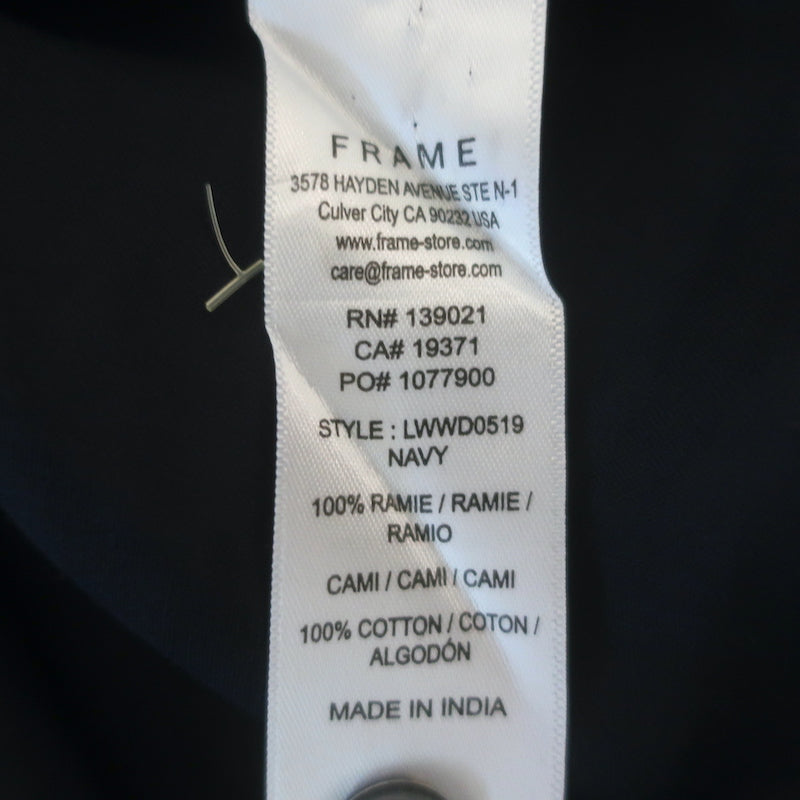 FRAME
3578 HAYDEN AVENUE STE N-1
Culver City CA 90232 USA
www.frame-store.com
care@frame-store.com
RN# 139021
CA# 19371
PO# 1077900
STYLE : LWWD0519
NAVY
100% RAMIE / RAMIE /
RAMIO
CAMI / CAMI / CAMI
100% COTTON / COTON /
ALGODÓN
MADE IN INDIA